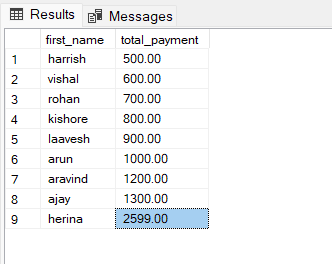 Results Messages
first_name total_payment
1 harrish 500.00
2 vishal 600.00
3 rohan 700.00
4 kishore 800.00
5 laavesh 900.00
6 arun 1000.00
7 aravind 1200.00
8 ajay 1300.00
9 herina 2599.00